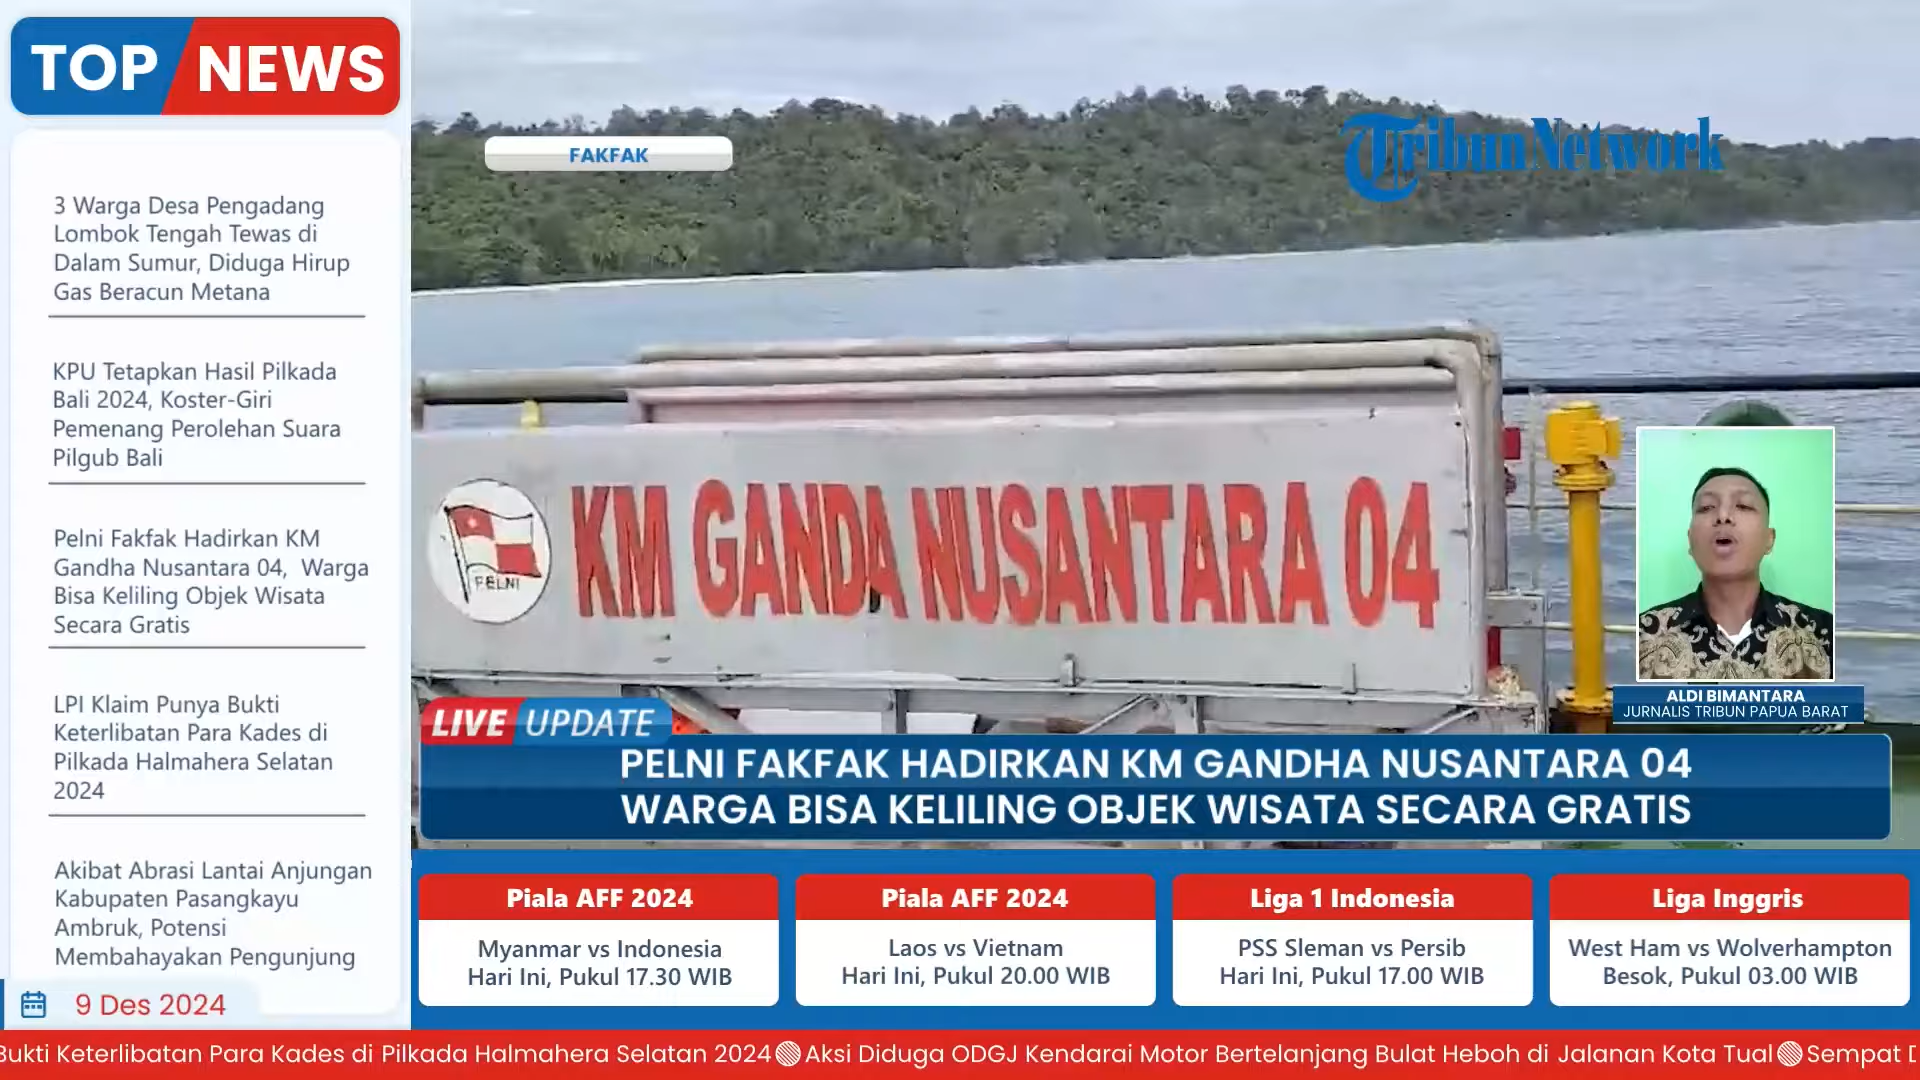 TOP NEWS
3 Warga Desa Pengadang
Lombok Tengah Tewas di
Dalam Sumur, Diduga Hirup
Gas Beracun Metana
KPU Tetapkan Hasil Pilkada
Bali 2024, Koster-Giri
Pemenang Perolehan Suara
Pilgub Bali
Pelni Fakfak Hadirkan KM
Gandha Nusantara 04, Warga
Bisa Keliling Objek Wisata
Secara Gratis
LPI Klaim Punya Bukti
Keterlibatan Para Kades di
Pilkada Halmahera Selatan
2024
Akibat Abrasi Lantai Anjungan
Kabupaten Pasangkayu
Ambruk, Potensi
Membahayakan Pengunjung
9 Des 2024
FAKFAK
Tribun Network
PELNI
KM GANDA NUSANTARA 04
ALDI BIMANTARA
JURNALIS TRIBUN PAPUA BARAT
LIVE UPDATE
PELNI FAKFAK HADIRKAN KM GANDHA NUSANTARA 04
WARGA BISA KELILING OBJEK WISATA SECARA GRATIS
Piala AFF 2024
Myanmar vs Indonesia
Hari Ini, Pukul 17.30 WIB
Piala AFF 2024
Laos vs Vietnam
Hari Ini, Pukul 20.00 WIB
Liga 1 Indonesia
PSS Sleman vs Persib
Hari Ini, Pukul 17.00 WIB
Liga Inggris
West Ham vs Wolverhampton
Besok, Pukul 03.00 WIB
Bukti Keterlibatan Para Kades di Pilkada Halmahera Selatan 2024 Aksi Diduga ODGJ Kendarai Motor Bertelanjang Bulat Heboh di Jalanan Kota Tual Sempat